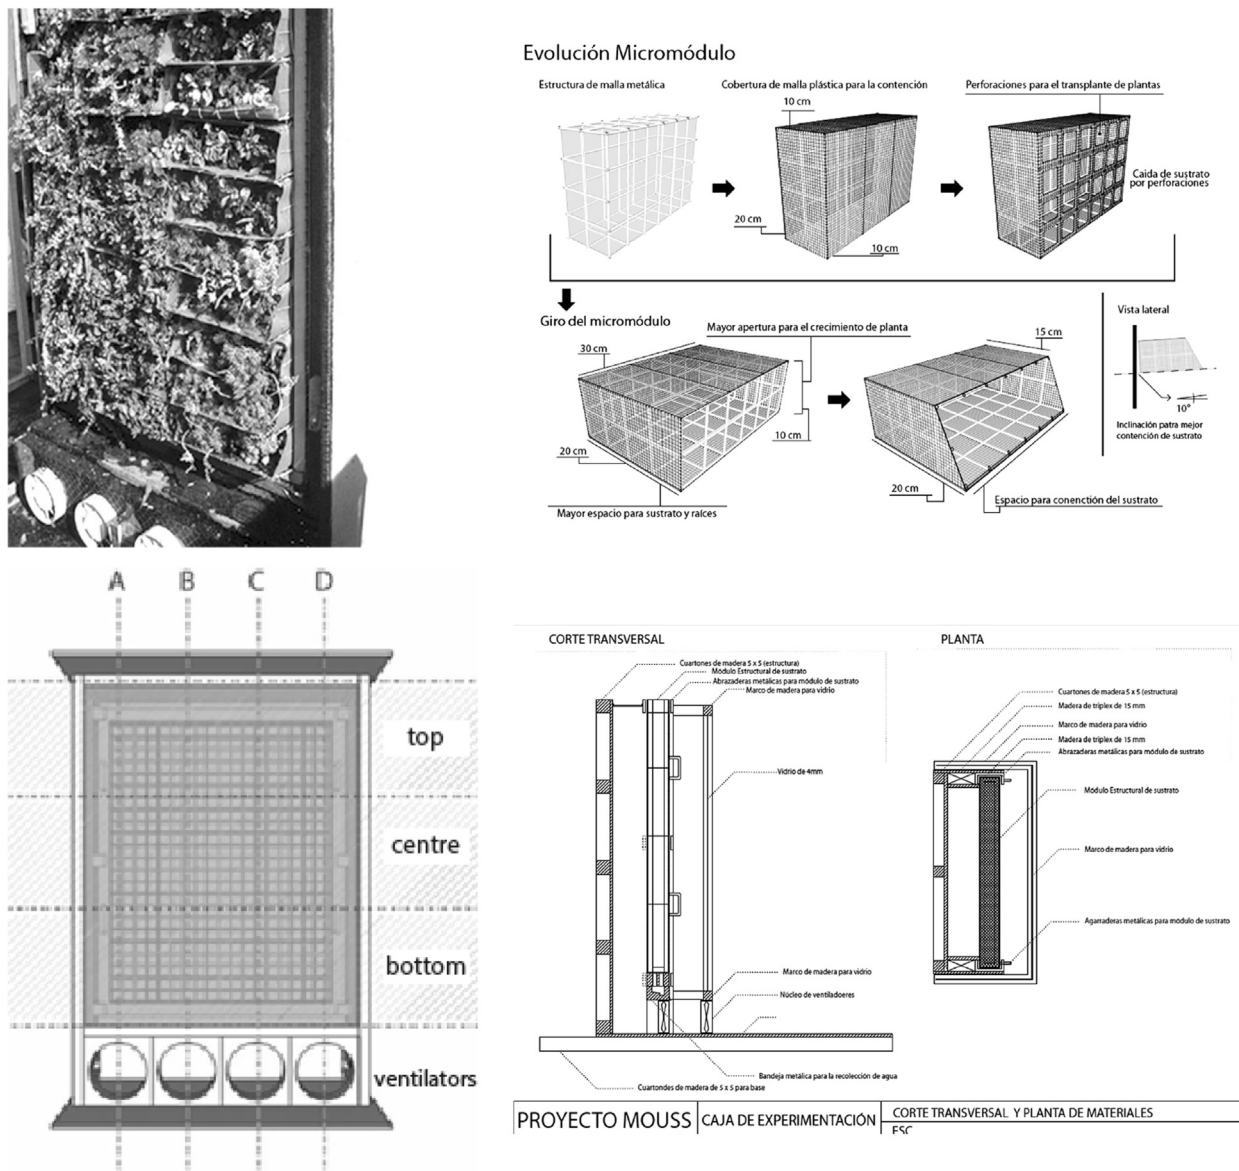 Evolución Micromódulo
Estructura de malla metálica
Cobertura de malla plástica para la contención
Perforaciones para el transplante de plantas
10 cm
20 cm
10 cm
Caida de sustrato
por perforaciones
Giro del micromódulo
Mayor apertura para el crecimiento de planta
30 cm
10 cm
20 cm
Mayor espacio para sustrato y raíces
15 cm
20 cm
Espacio para conenctión del sustrato
Vista lateral
10°
Inclinación patra mejor
contención de sustrato
A B C D
top
centre
bottom
ventilators
CORTE TRANSVERSAL
Cuartones de madera 5 x 5 (estructura)
Módulo Estructural de sustrato
Abrazaderas metálicas para módulo de sustrato
Marco de madera para vidrio
Vidrio de 4mm
Marco de madera para vidrio
Núcleo de ventiladoeres
Bandeja metálica para la recolección de agua
Cuartondes de madera de 5 x 5 para base
PLANTA
Cuartones de madera 5 x 5 (estructura)
Madera de triplex de 15 mm
Marco de madera para vidrio
Madera de triplex de 15 mm
Abrazaderas metálicas para módulo de sustrato
Módulo Estructural de sustrato
Marco de madera para vidrio
Agarraderas metálicas para módulo de sustrato
PROYECTO MOUSS
CAJA DE EXPERIMENTACIÓN
CORTE TRANSVERSAL Y PLANTA DE MATERIALES
ESC